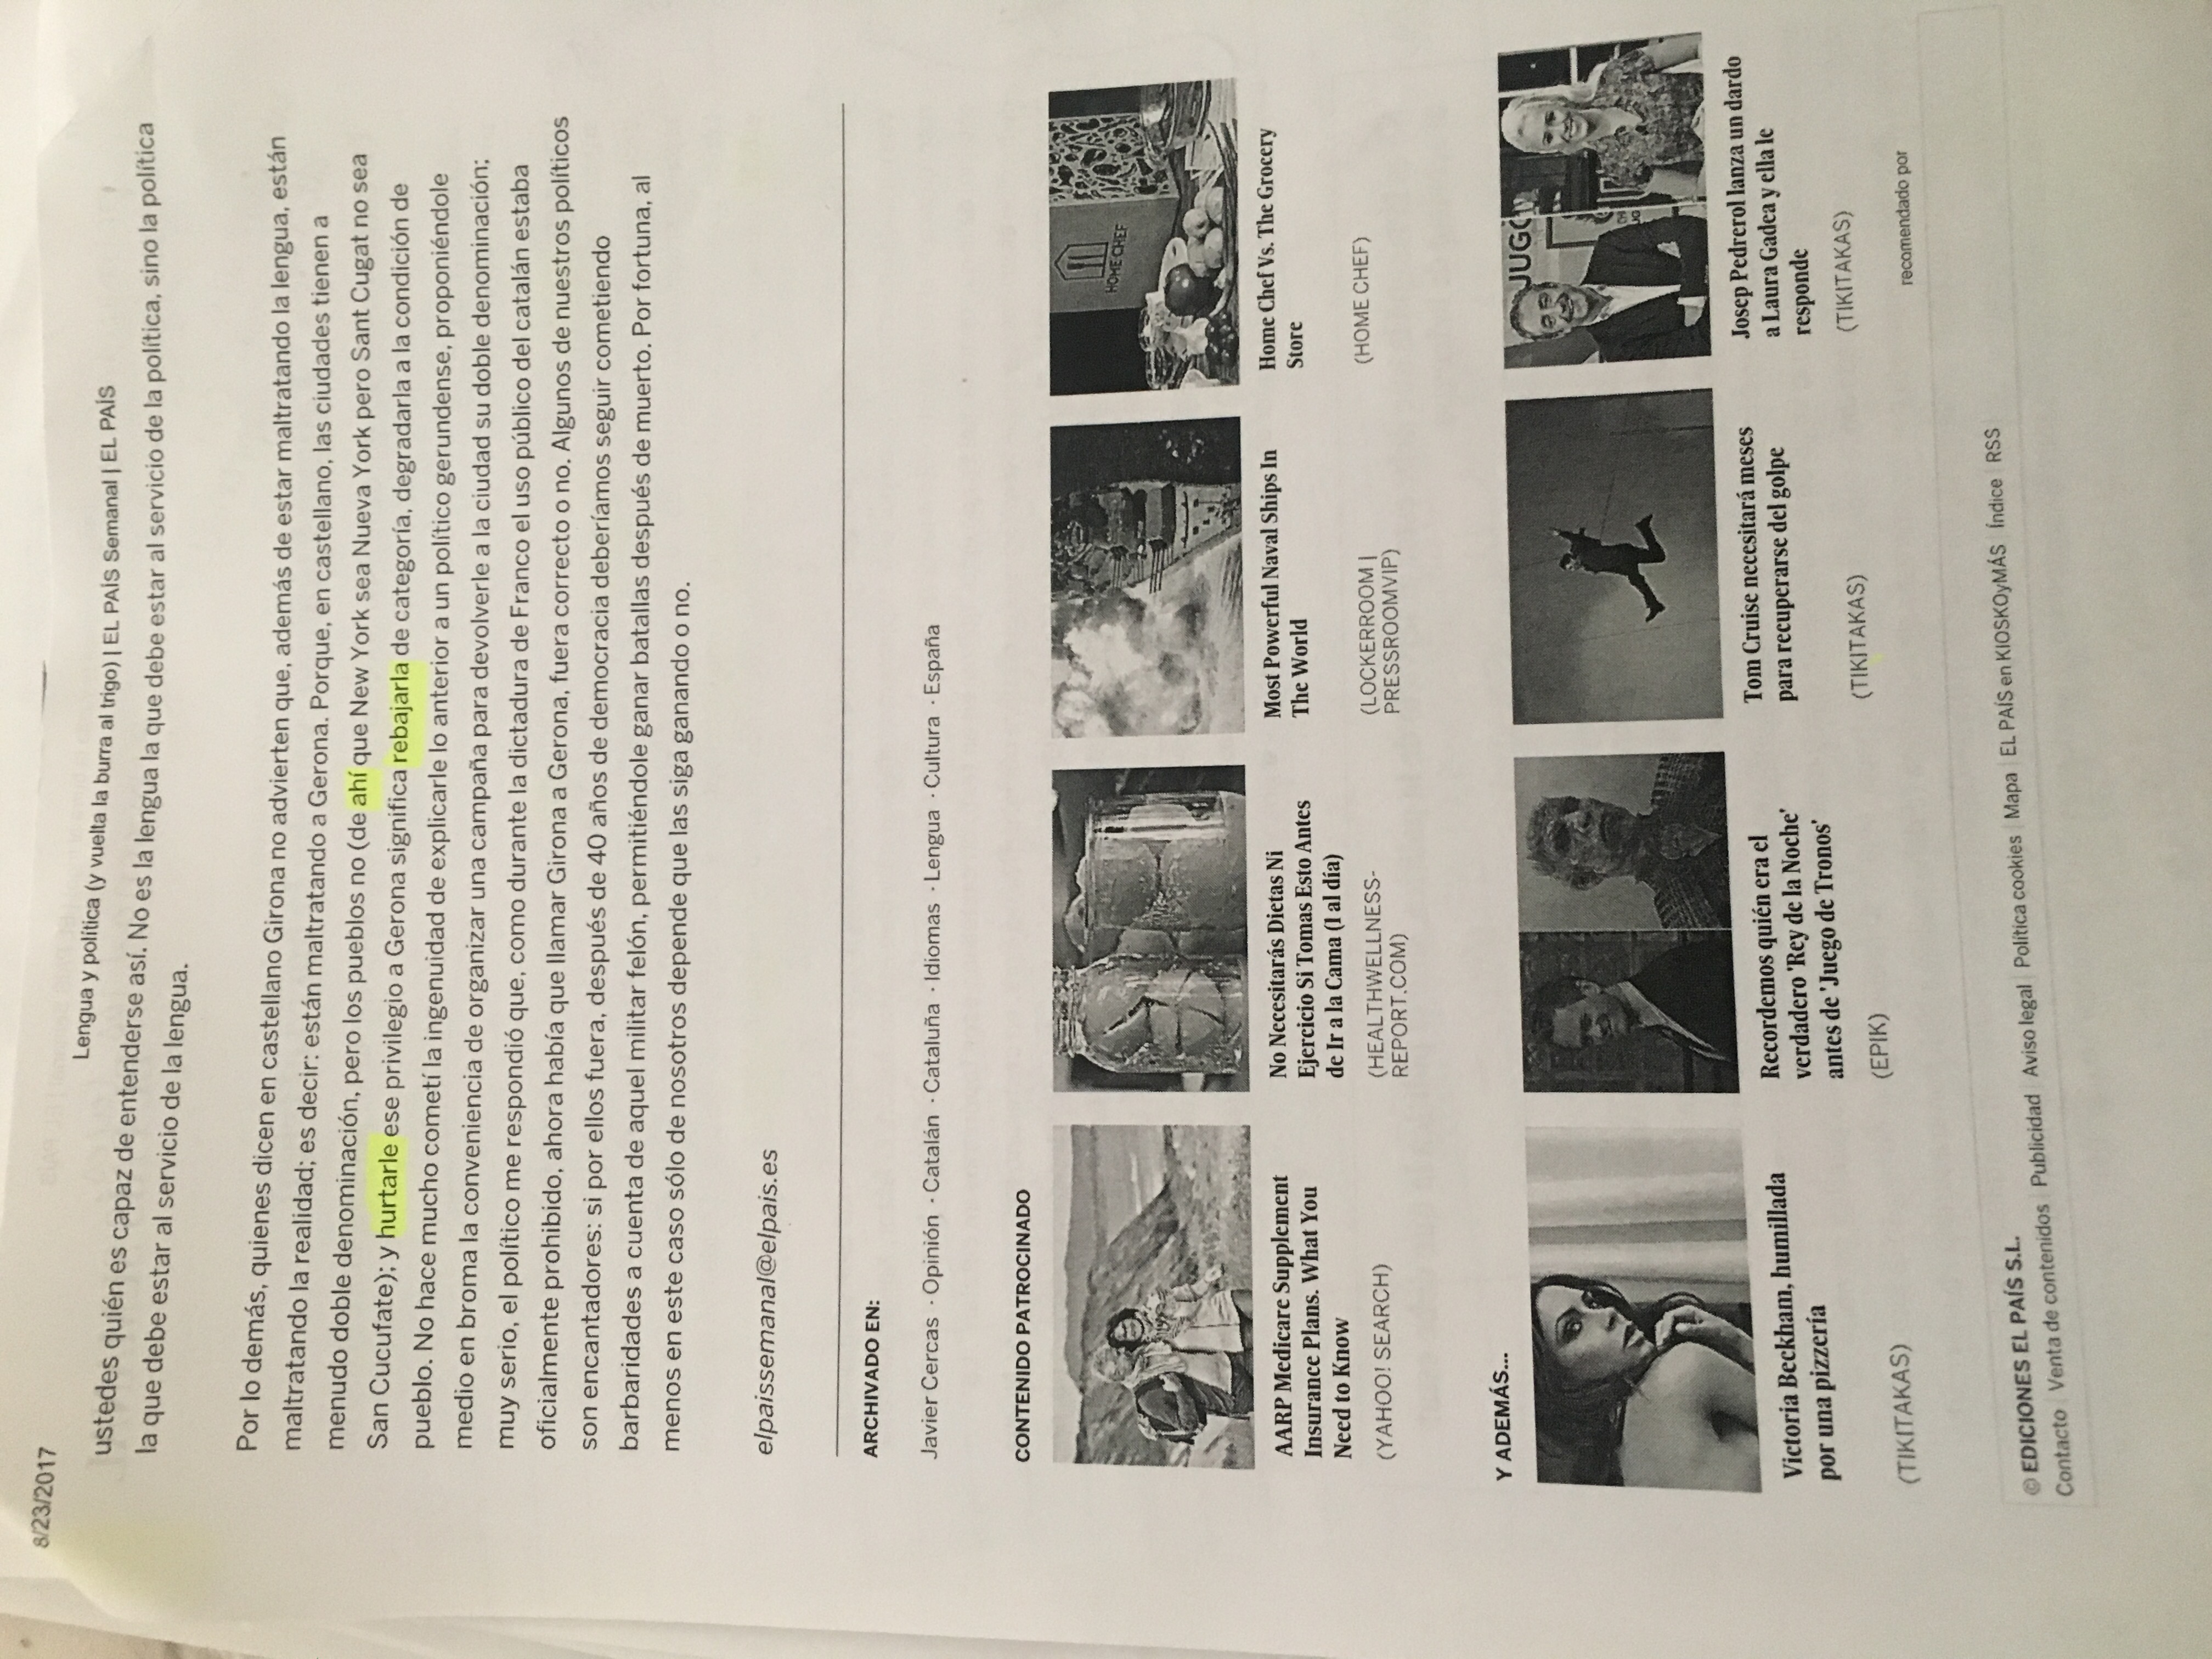 8/23/2017
Lengua y política (y vuelta la burra al trigo) | EL PAÍS Semanal | EL PAÍS
ustedes quién es capaz de entenderse así. No es la lengua la que debe estar al servicio de la política, sino la política
la que debe estar al servicio de la lengua.
Por lo demás, quienes dicen en castellano Girona no advierten que, además de estar maltratando la lengua, están
maltratando la realidad; es decir: están maltratando a Gerona. Porque, en castellano, las ciudades tienen a
menudo doble denominación, pero los pueblos no (de ahí que New York sea Nueva York pero Sant Cugat no sea
San Cucufate); y hurtarle ese privilegio a Gerona significa rebajarla de categoría, degradarla a la condición de
pueblo. No hace mucho cometí la ingenuidad de explicarle lo anterior a un político gerundense, proponiéndole
medio en broma la conveniencia de organizar una campaña para devolverle a la ciudad su doble denominación;
muy serio, el político me respondió que, como durante la dictadura de Franco el uso público del catalán estaba
oficialmente prohibido, ahora había que llamar Girona a Gerona, fuera correcto o no. Algunos de nuestros políticos
son encantadores: si por ellos fuera, después de 40 años de democracia deberíamos seguir cometiendo
barbaridades a cuenta de aquel militar felón, permitiéndole ganar batallas después de muerto. Por fortuna, al
menos en este caso sólo de nosotros depende que las siga ganando o no.
elpaissemanal@elpais.es
ARCHIVADO EN:
Javier Cercas · Opinión · Catalán · Cataluña · Idiomas · Lengua · Cultura · España
CONTENIDO PATROCINADO
HOME CHEF
AARP Medicare Supplement
Insurance Plans. What You
Need to Know
(YAHOO! SEARCH)
No Necesitarás Dietas Ni
Ejercicio Si Tomas Esto Antes
de Ir a la Cama (1 al día)
(HEALTHWELLNESS-
REPORT.COM)
Most Powerful Naval Ships In
The World
(LOCKERROOM |
PRESSROOMVIP)
Home Chef Vs. The Grocery
Store
(HOME CHEF)
Y ADEMÁS...
JUG
Victoria Beckham, humillada
por una pizzería
(TIKITAKAS)
Recordemos quién era el
verdadero 'Rey de la Noche'
antes de 'Juego de Tronos'
(EPIK)
Tom Cruise necesitará meses
para recuperarse del golpe
(TIKITAKAS)
Josep Pedrerol lanza un dardo
a Laura Gadea y ella le
responde
(TIKITAKAS)
recomendado por
© EDICIONES EL PAÍS S.L.
Contacto Venta de contenidos Publicidad Aviso legal Política cookies Mapa EL PAÍS en KIOSKOyMÁS Índice RSS